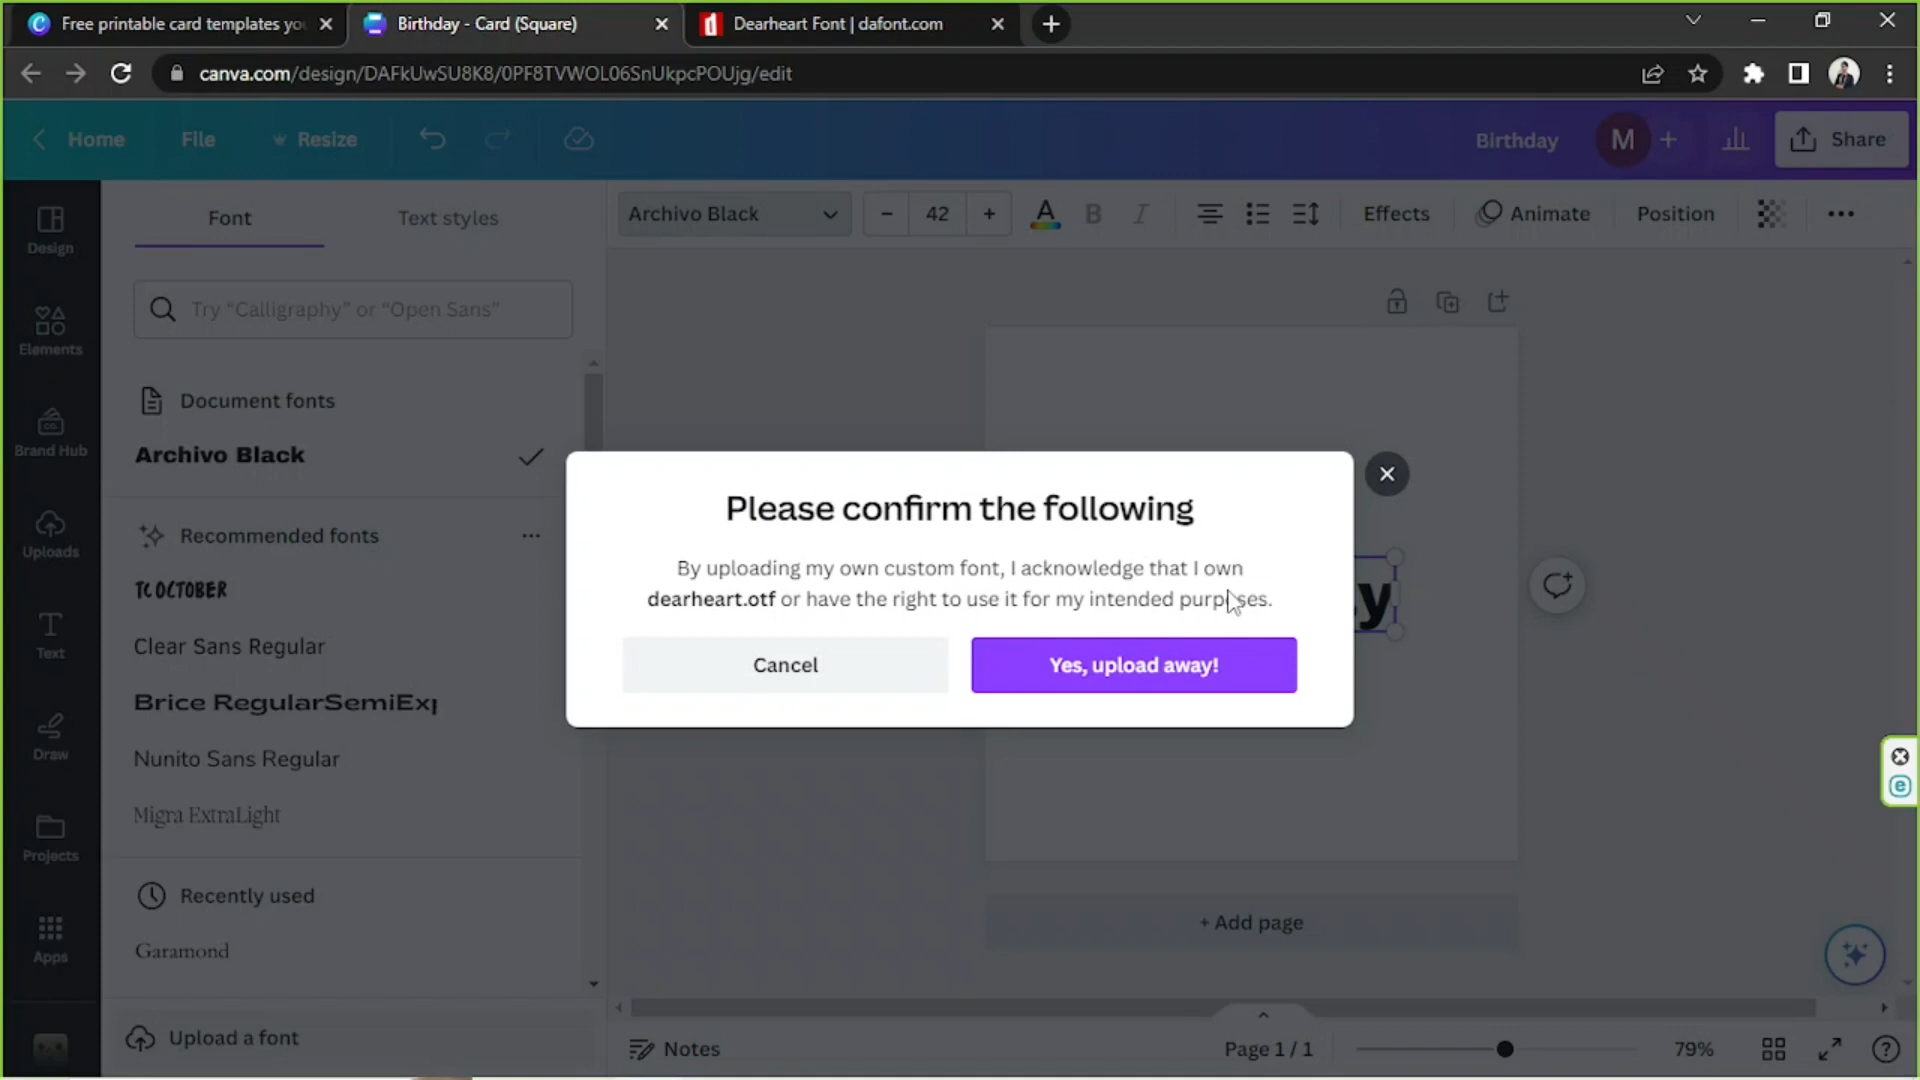 Free printable card templates you
Birthday - Card (Square)
Dearheart Font | dafont.com
canva.com/design/DAFkUwSU8K8/0PF8TVWOL06SnUkpcPOUjg/edit
Home
File
Resize
Birthday
M
Share
Font
Text styles
Archivo Black
42
A
B
I
Effects
Animate
Position
Design
Try “Calligraphy” or “Open Sans”
Elements
Document fonts
Brand Hub
Archivo Black
Please confirm the following
Uploads
Recommended fonts
By uploading my own custom font, I acknowledge that I own
TC OCTOBER
dearheart.otf or have the right to use it for my intended purposes.
y
Text
Clear Sans Regular
Cancel
Yes, upload away!
Brice RegularSemiExp
Draw
Nunito Sans Regular
Migra ExtraLight
Projects
Recently used
+ Add page
Apps
Garamond
Upload a font
Notes
Page 1 / 1
79%